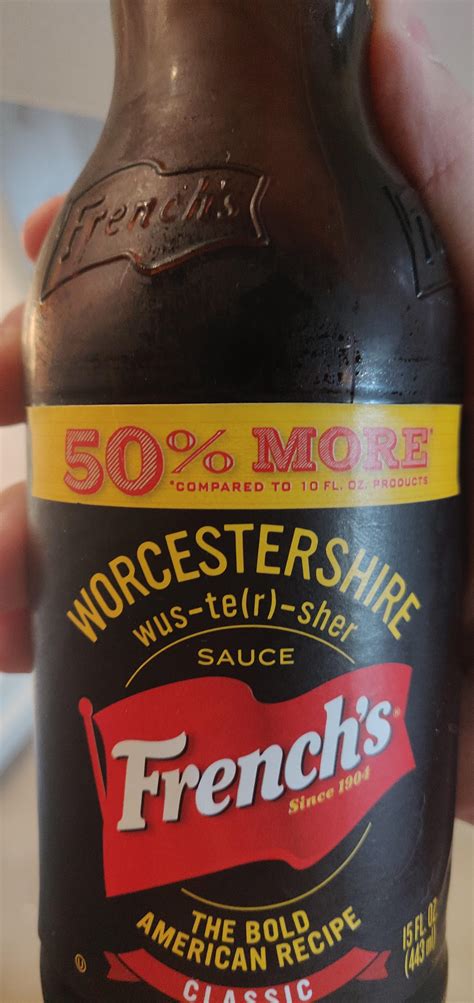 French's
50% MORE*
*COMPARED TO 10 FL. OZ. PRODUCTS
WORCESTERSHIRE
wus-te(r)-sher
SAUCE
French's®
Since 1904
THE BOLD
AMERICAN RECIPE
15 FL. OZ
(443 ml)
U
CLASSIC